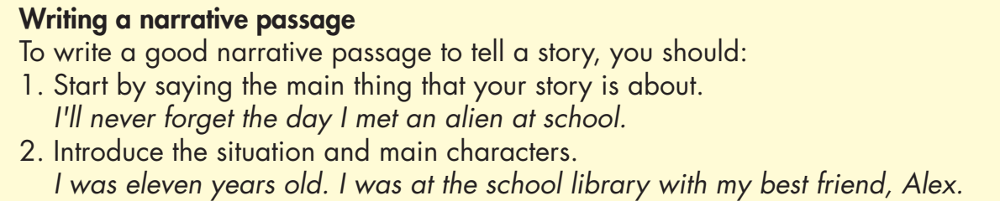 Writing a narrative passage
To write a good narrative passage to tell a story, you should:
1. Start by saying the main thing that your story is about.
I'll never forget the day I met an alien at school.
2. Introduce the situation and main characters.
I was eleven years old. I was at the school library with my best friend, Alex.